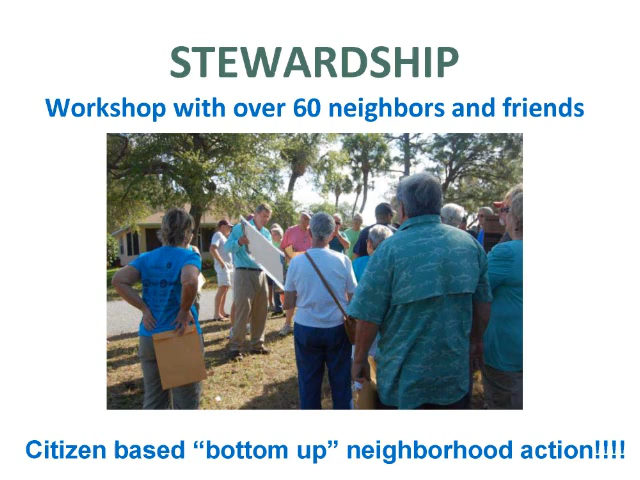 STEWARDSHIP
Workshop with over 60 neighbors and friends
Citizen based “bottom up” neighborhood action!!!!